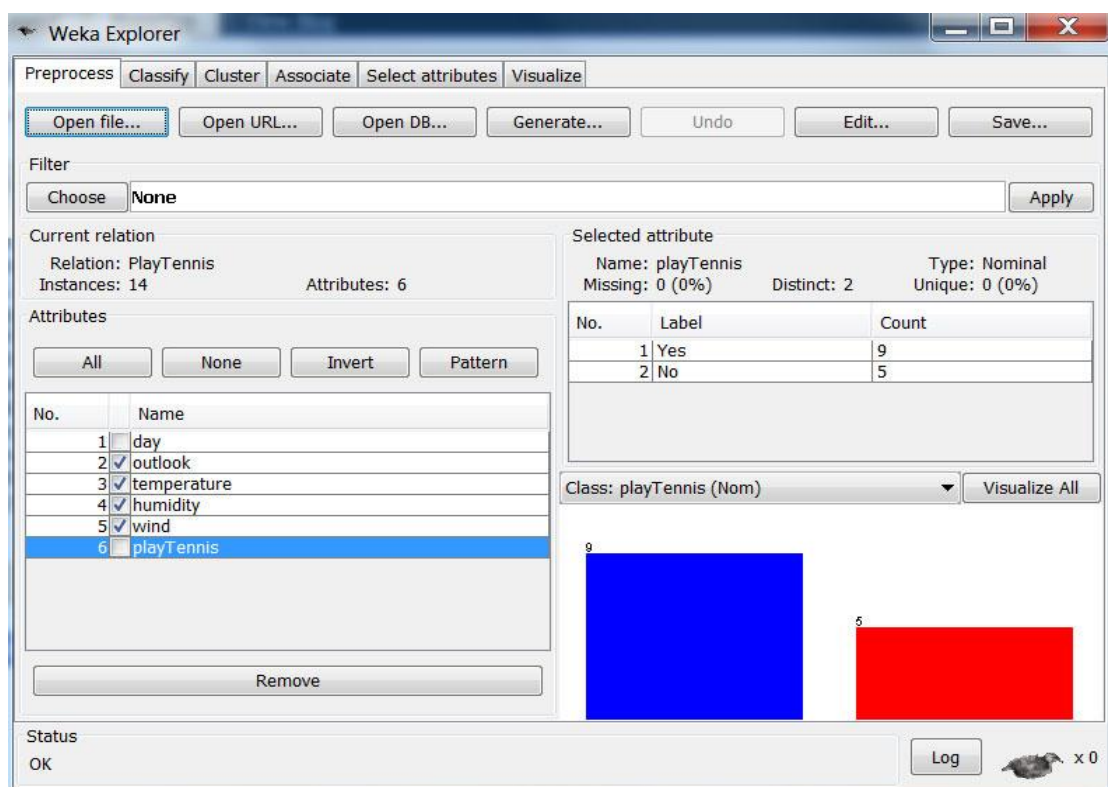 Weka Explorer
Preprocess Classify Cluster Associate Select attributes Visualize
Open file... Open URL... Open DB... Generate... Undo Edit... Save...
Filter
Choose None Apply
Current relation
Relation: PlayTennis
Instances: 14 Attributes: 6
Selected attribute
Name: playTennis Type: Nominal
Missing: 0 (0%) Distinct: 2 Unique: 0 (0%)
Attributes
All None Invert Pattern
No. Name
1 day
2 outlook
3 temperature
4 humidity
5 wind
6 playTennis
Remove
No. Label Count
1 Yes 9
2 No 5
Class: playTennis (Nom) Visualize All
9
5
Status
OK
Log x 0